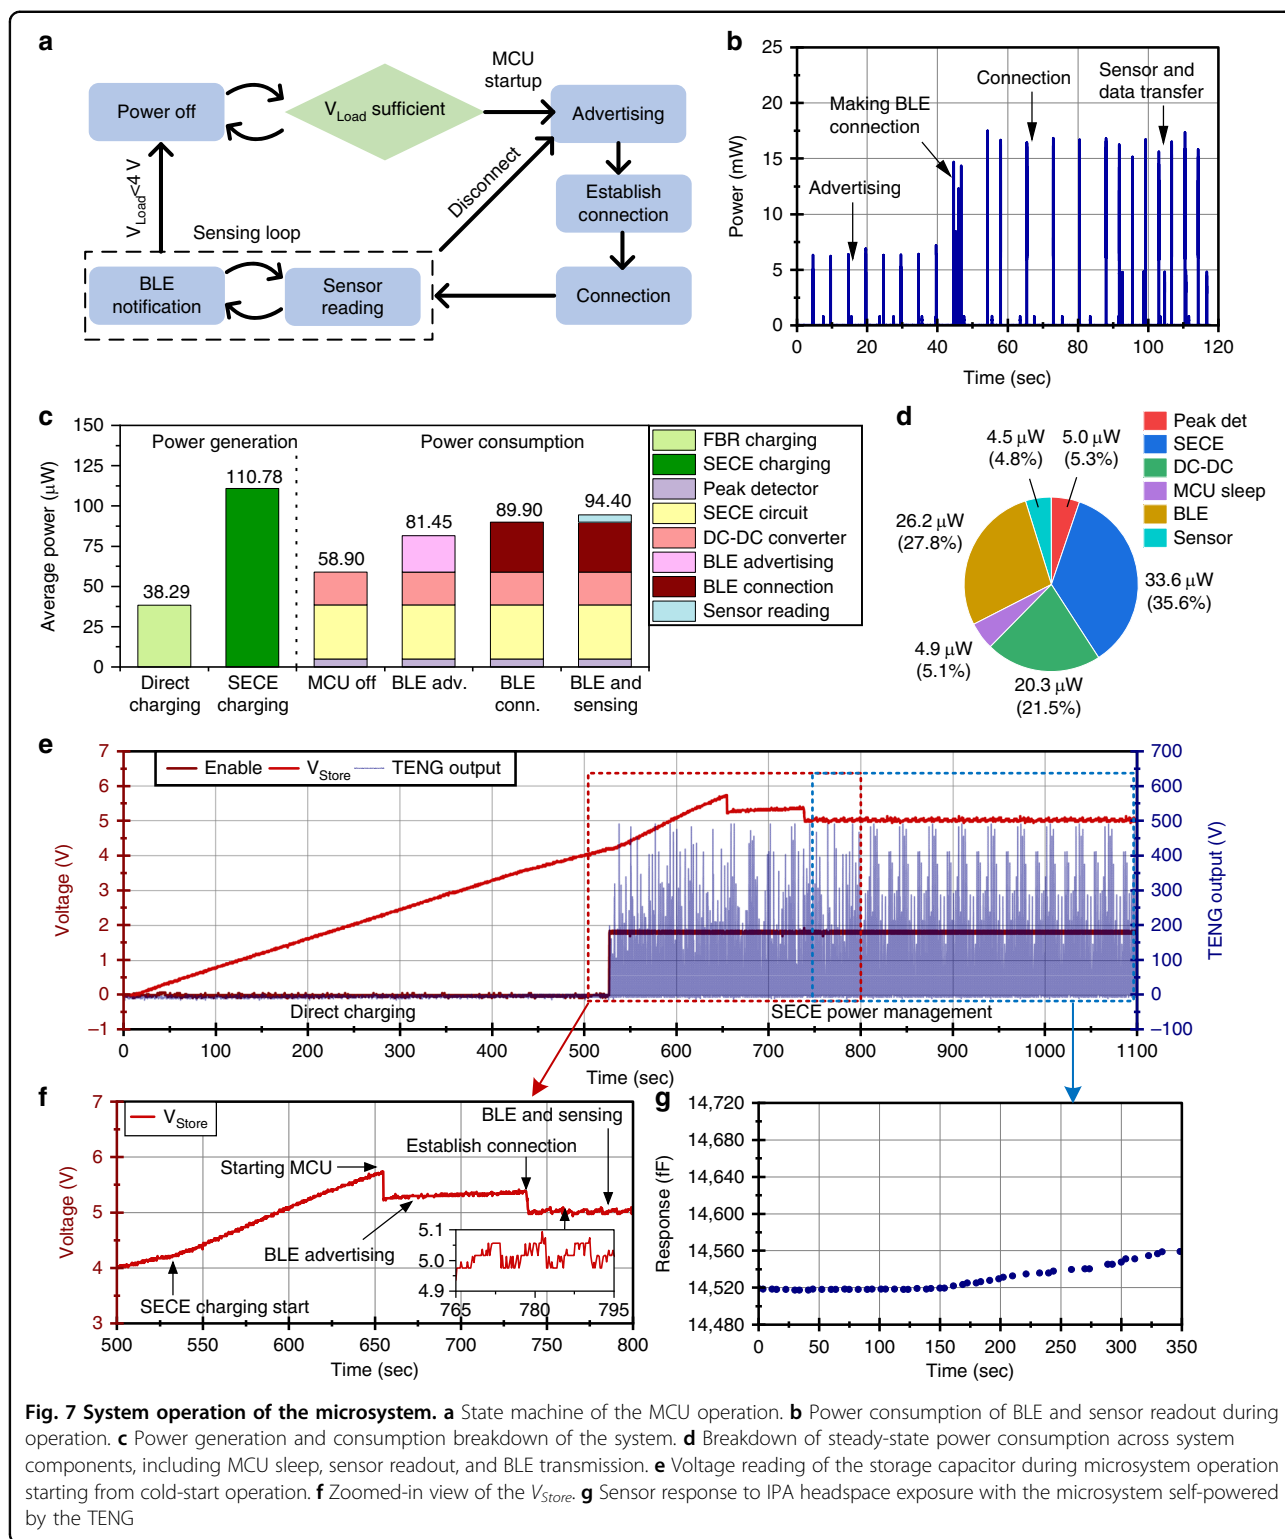 a
Power off
V_Load sufficient
MCU
startup
Advertising
Establish
connection
Connection
Disconnect
V_Load<4 V
Sensing loop
BLE
notification
Sensor
reading
b
Power (mW)
25
20
15
10
5
0
0 20 40 60 80 100 120
Time (sec)
Advertising
Making BLE
connection
Connection
Sensor and
data transfer
c
Average power (µW)
150
125
100
75
50
25
0
Power generation
Power consumption
38.29
110.78
58.90
81.45
89.90
94.40
Direct
charging
SECE
charging
MCU off
BLE adv.
BLE
conn.
BLE and
sensing
FBR charging
SECE charging
Peak detector
SECE circuit
DC-DC converter
BLE advertising
BLE connection
Sensor reading
d
4.5 µW
(4.8%)
5.0 µW
(5.3%)
33.6 µW
(35.6%)
20.3 µW
(21.5%)
4.9 µW
(5.1%)
26.2 µW
(27.8%)
Peak det
SECE
DC-DC
MCU sleep
BLE
Sensor
e
Voltage (V)
7
6
5
4
3
2
1
0
−1
Enable V_Store TENG output
Direct charging
SECE power management
0 100 200 300 400 500 600 700 800 900 1000 1100
Time (sec)
700
600
500
400
300
200
100
0
−100
TENG output (V)
f
Voltage (V)
7
6
5
4
3
V_Store
Starting MCU
BLE and sensing
Establish connection
BLE advertising
SECE charging start
5.1
5.0
4.9
765 780 795
500 550 600 650 700 750 800
Time (sec)
g
Response (fF)
14,720
14,680
14,640
14,600
14,560
14,520
14,480
0 50 100 150 200 250 300 350
Time (sec)
Fig. 7 System operation of the microsystem. a State machine of the MCU operation. b Power consumption of BLE and sensor readout during
operation. c Power generation and consumption breakdown of the system. d Breakdown of steady-state power consumption across system
components, including MCU sleep, sensor readout, and BLE transmission. e Voltage reading of the storage capacitor during microsystem operation
starting from cold-start operation. f Zoomed-in view of the V_Store. g Sensor response to IPA headspace exposure with the microsystem self-powered
by the TENG